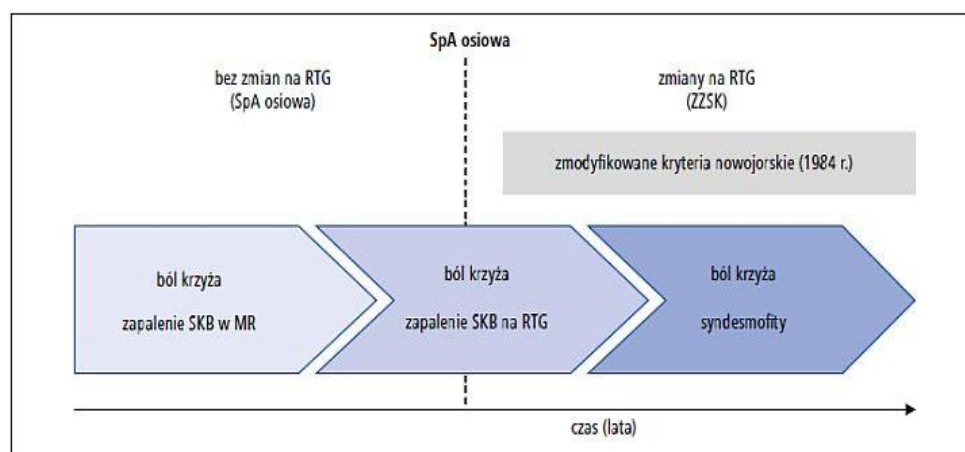 SpA osiowa
bez zmian na RTG
(SpA osiowa)
zmiany na RTG
(ZZSK)
zmodyfikowane kryteria nowojorskie (1984 r.)
ból krzyża
zapalenie SKB w MR
ból krzyża
zapalenie SKB na RTG
ból krzyża
syndesmofity
czas (lata)